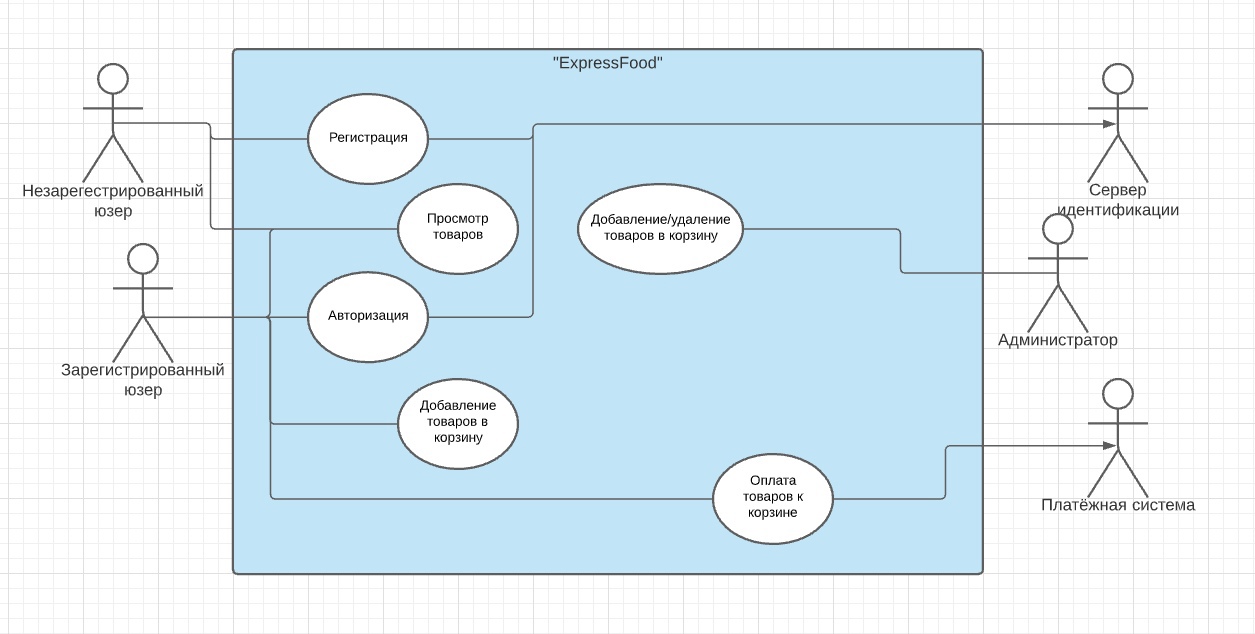 "ExpressFood"
Незарегестрированный
юзер
Зарегистрированный
юзер
Регистрация
Просмотр
товаров
Авторизация
Добавление
товаров в
корзину
Добавление/удаление
товаров в корзину
Оплата
товаров к
корзине
Сервер
идентификации
Администратор
Платёжная система